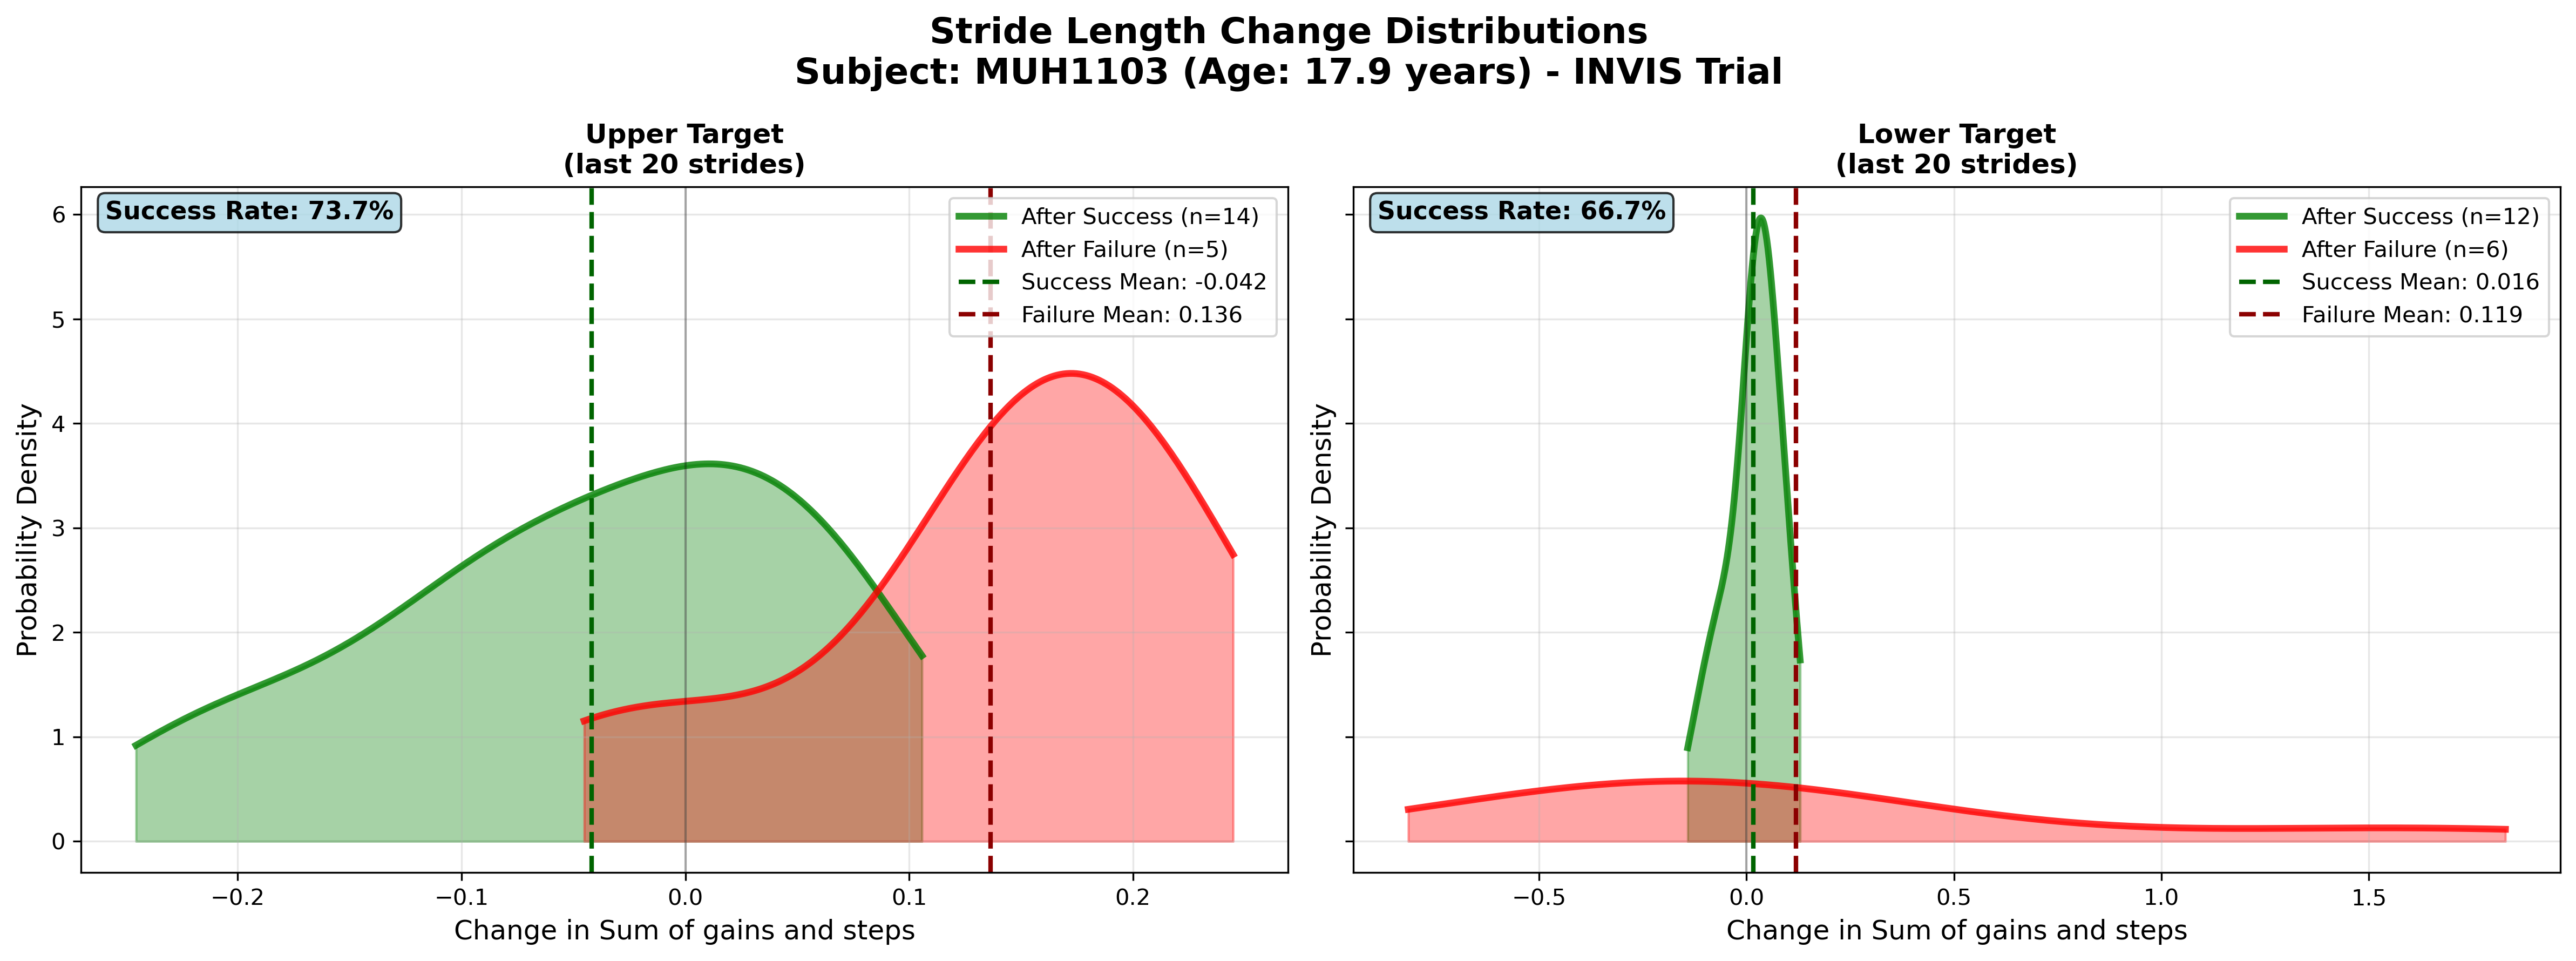 Stride Length Change Distributions
Subject: MUH1103 (Age: 17.9 years) - INVIS Trial
Upper Target
(last 20 strides)
Success Rate: 73.7%
After Success (n=14)
After Failure (n=5)
Success Mean: -0.042
Failure Mean: 0.136
6
5
4
3
2
1
0
Probability Density
−0.2
−0.1
0.0
0.1
0.2
Change in Sum of gains and steps
Lower Target
(last 20 strides)
Success Rate: 66.7%
After Success (n=12)
After Failure (n=6)
Success Mean: 0.016
Failure Mean: 0.119
Probability Density
−0.5
0.0
0.5
1.0
1.5
Change in Sum of gains and steps